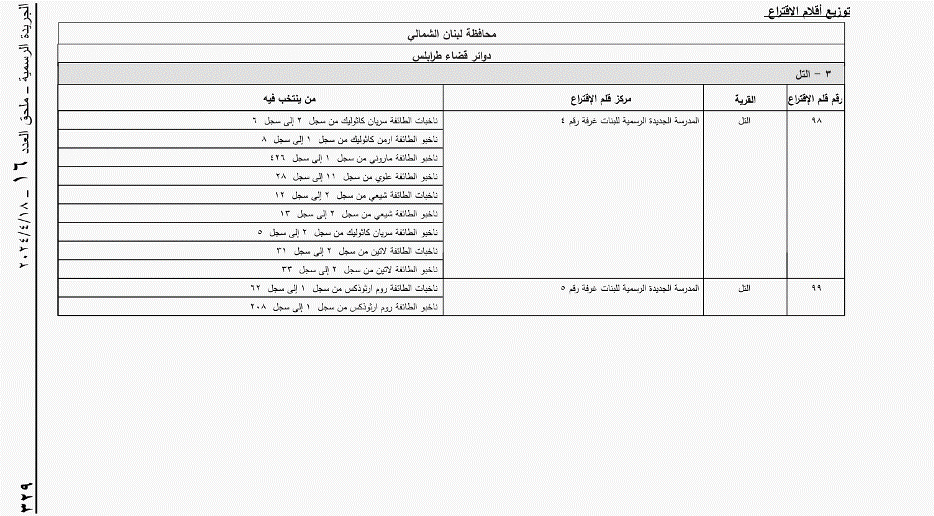 توزيع أقلام الاقتراع
محافظة لبنان الشمالي
دوائر قضاء طرابلس
٣ - التل
رقم قلم الإقتراع القرية مركز قلم الإقتراع من ينتخب فيه
٩٨ التل المدرسة الجديدة الرسمية للبنات غرفة رقم ٤ ناخبات الطائفة سريان كاثوليك من سجل ٢ إلى سجل ٦
ناخبو الطائفة ارمن كاثوليك من سجل ١ إلى سجل ٨
ناخبو الطائفة ماروني من سجل ١ إلى سجل ٤٢٦
ناخبو الطائفة علوي من سجل ١١ إلى سجل ٢٨
ناخبات الطائفة شيعي من سجل ٢ إلى سجل ١٢
ناخبو الطائفة شيعي من سجل ٢ إلى سجل ١٣
ناخبو الطائفة سريان كاثوليك من سجل ٢ إلى سجل ٥
ناخبات الطائفة لاتين من سجل ٢ إلى سجل ٣١
ناخبو الطائفة لاتين من سجل ٢ إلى سجل ٣٣
٩٩ التل المدرسة الجديدة الرسمية للبنات غرفة رقم ٥ ناخبات الطائفة روم ارثوذكس من سجل ١ إلى سجل ٦٢
ناخبو الطائفة روم ارثوذكس من سجل ١ إلى سجل ٢٠٨
الجريدة الرسمية - ملحق العدد ١٦ - ٢٠٢٤/٤/١٨
٣٢٩